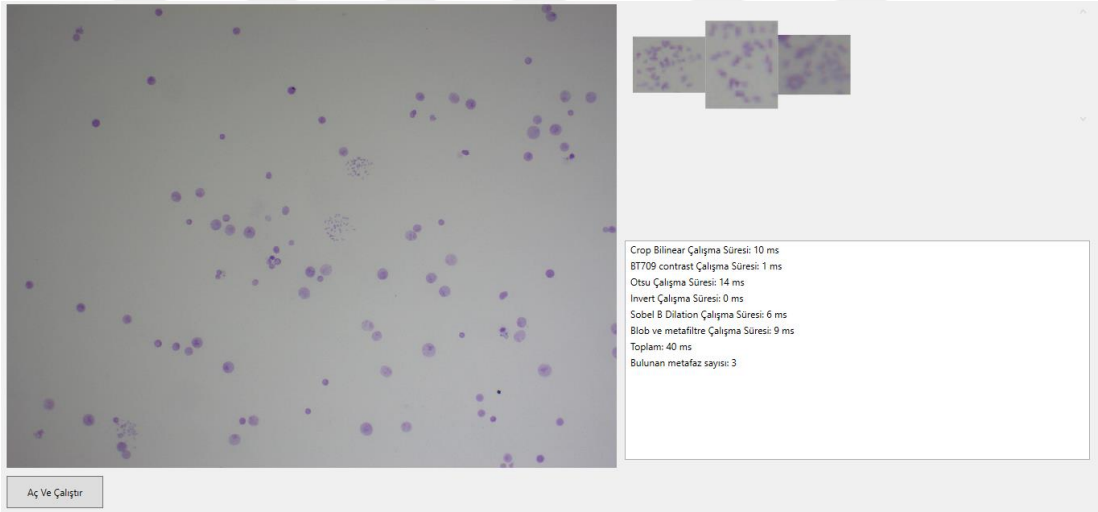 Crop Bilinear Çalışma Süresi: 10 ms
BT709 contrast Çalışma Süresi: 1 ms
Otsu Çalışma Süresi: 14 ms
Invert Çalışma Süresi: 0 ms
Sobel B Dilation Çalışma Süresi: 6 ms
Blob ve metafiltre Çalışma Süresi: 9 ms
Toplam: 40 ms
Bulunan metafaz sayısı: 3
Aç Ve Çalıştır